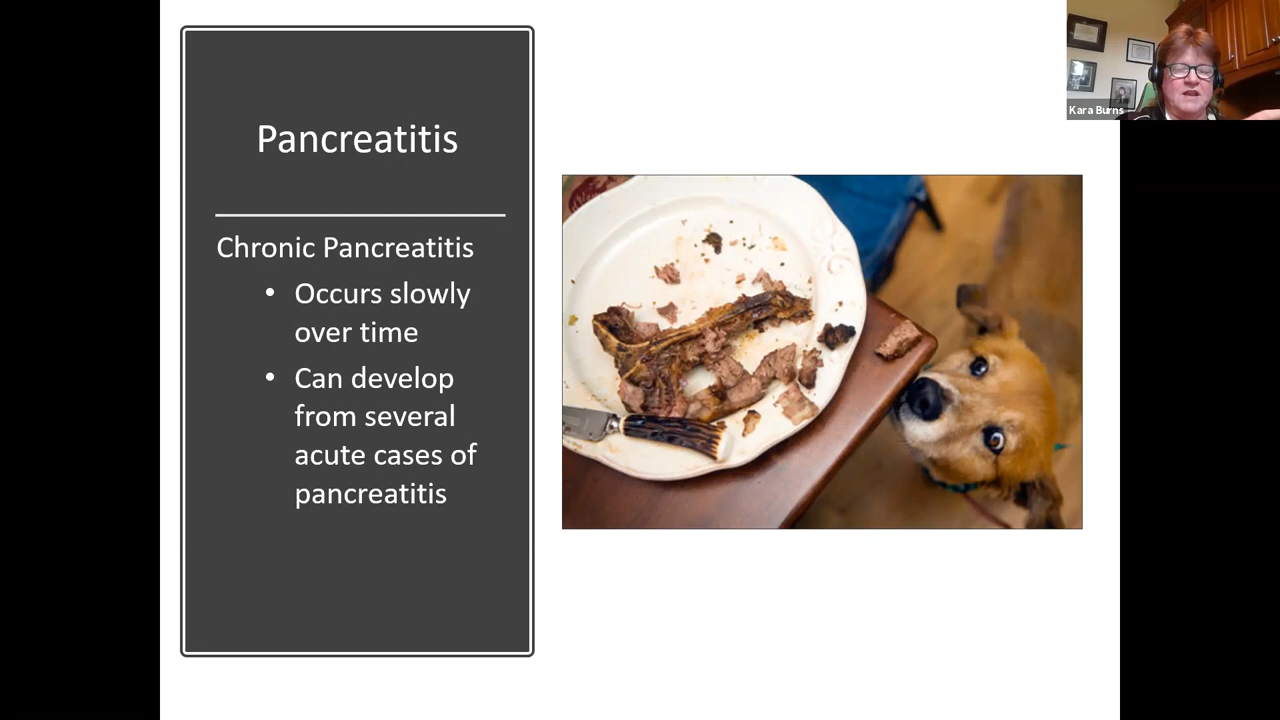 Pancreatitis
Chronic Pancreatitis
• Occurs slowly
over time
• Can develop
from several
acute cases of
pancreatitis
Kara Burns